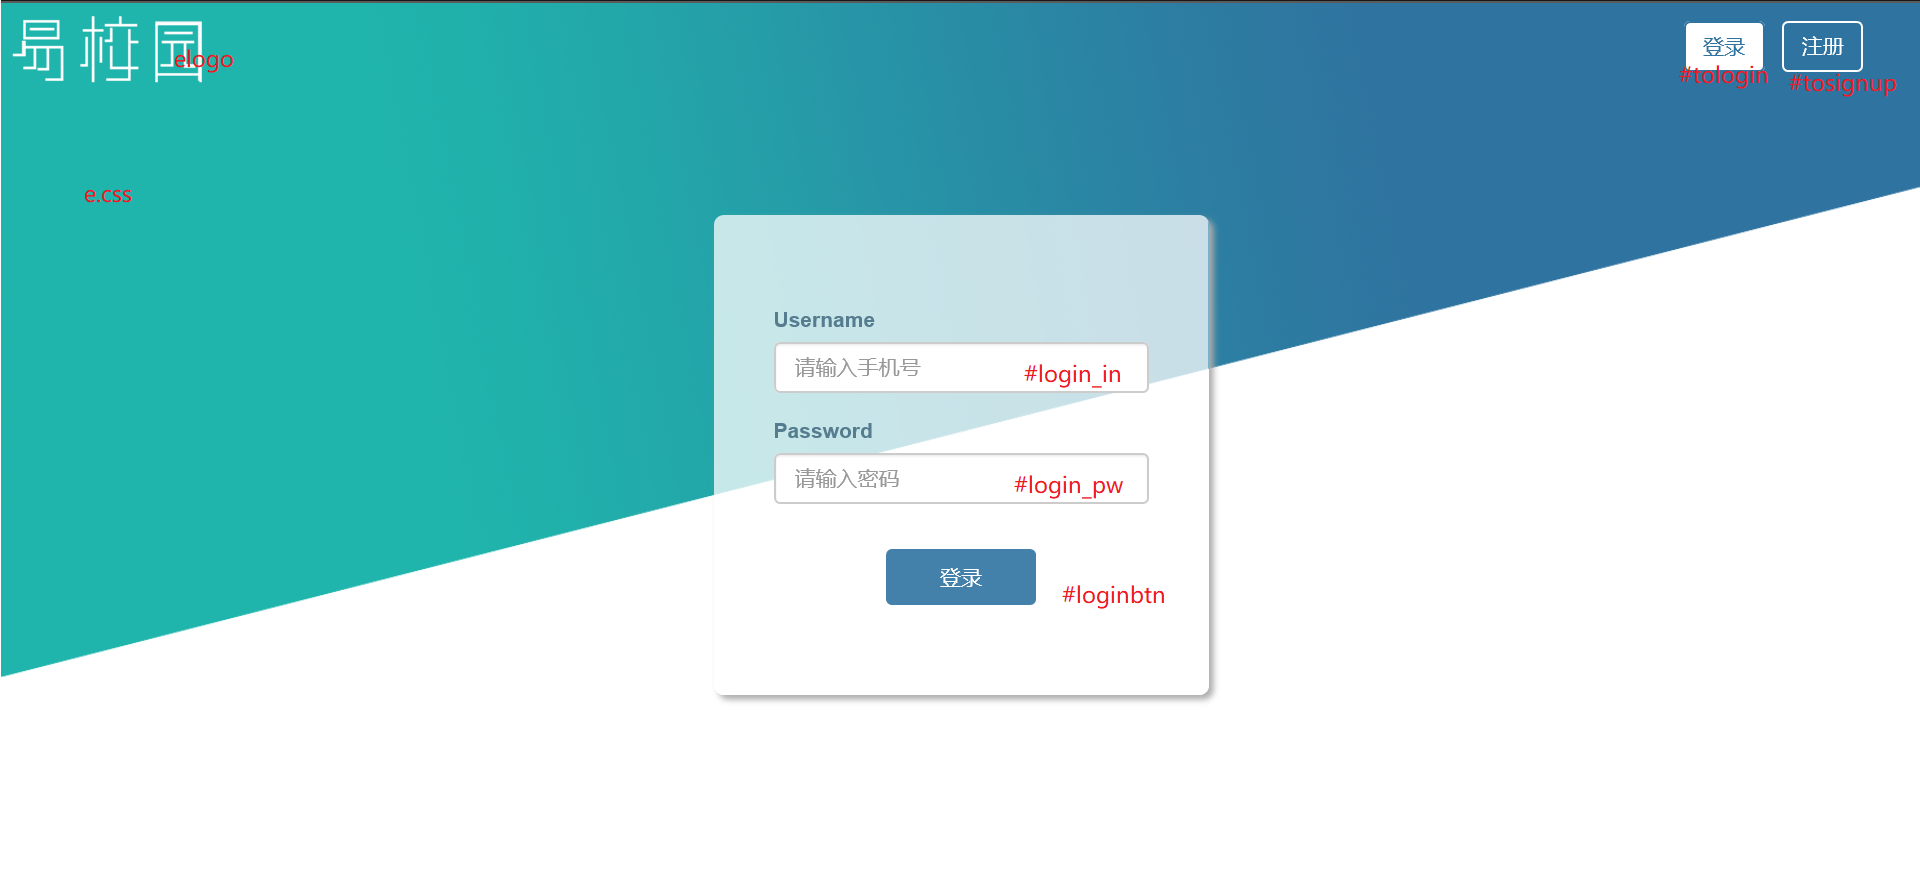 易校园
elogo
登录
#tologin
注册
#tosignup
e.css
Username
请输入手机号
#login_in
Password
请输入密码
#login_pw
登录
#loginbtn